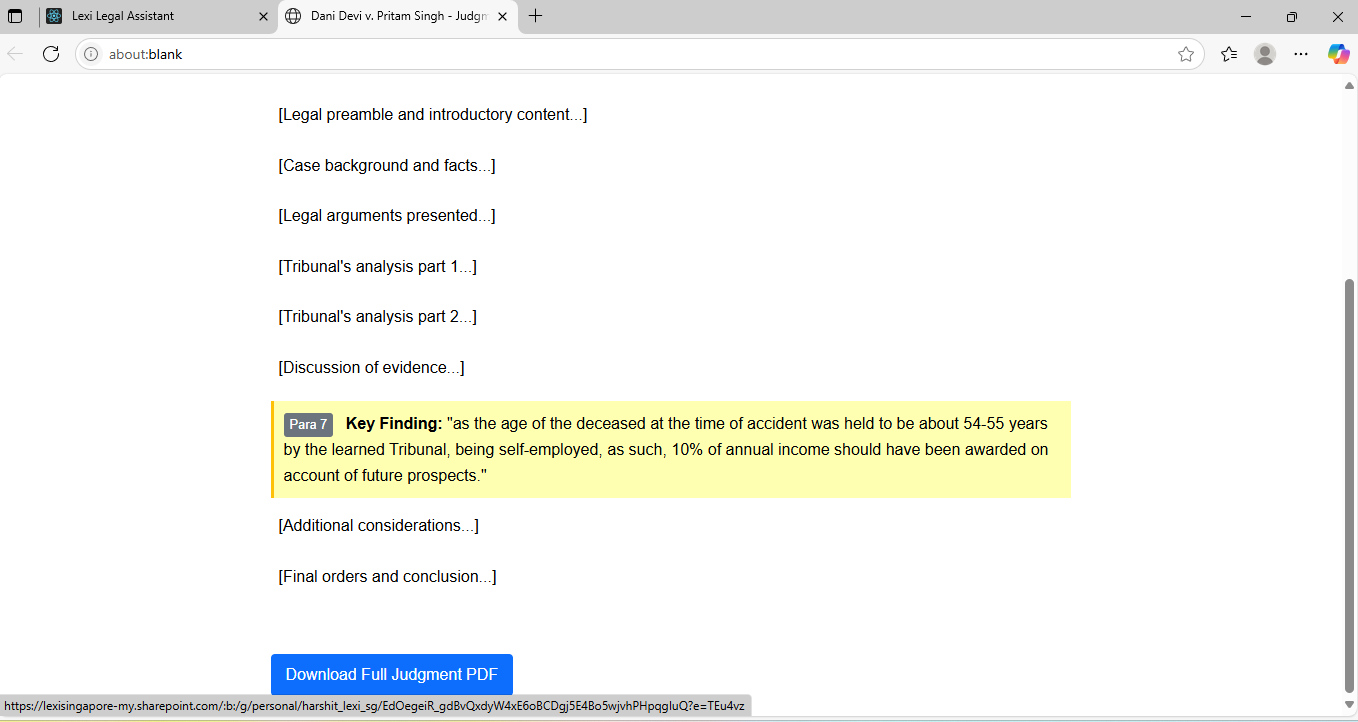 Lexi Legal Assistant
Dani Devi v. Pritam Singh - Judgm
about:blank
[Legal preamble and introductory content...]
[Case background and facts...]
[Legal arguments presented...]
[Tribunal's analysis part 1...]
[Tribunal's analysis part 2...]
[Discussion of evidence...]
Para 7 Key Finding: "as the age of the deceased at the time of accident was held to be about 54-55 years
by the learned Tribunal, being self-employed, as such, 10% of annual income should have been awarded on
account of future prospects."
[Additional considerations...]
[Final orders and conclusion...]
Download Full Judgment PDF
https://lexisingapore-my.sharepoint.com/:b:/g/personal/harshit_lexi_sg/EdOegeiR_gdBvQxdyW4xE6oBCDgj5E4Bo5wjvhPHpqgIuQ?e=TEu4vz